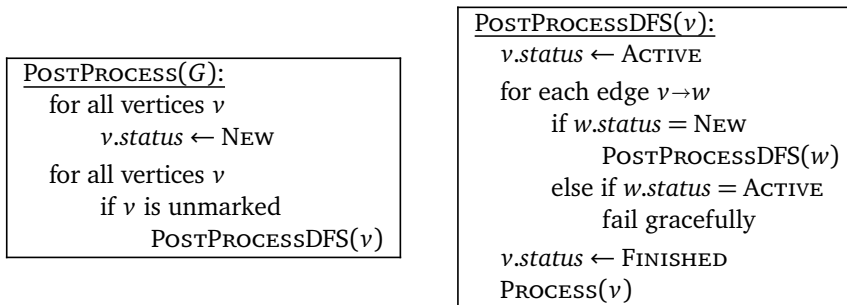 PostProcess(G):
for all vertices v
v.status ← New
for all vertices v
if v is unmarked
PostProcessDFS(v)
PostProcessDFS(v):
v.status ← Active
for each edge v→w
if w.status = New
PostProcessDFS(w)
else if w.status = Active
fail gracefully
v.status ← Finished
Process(v)